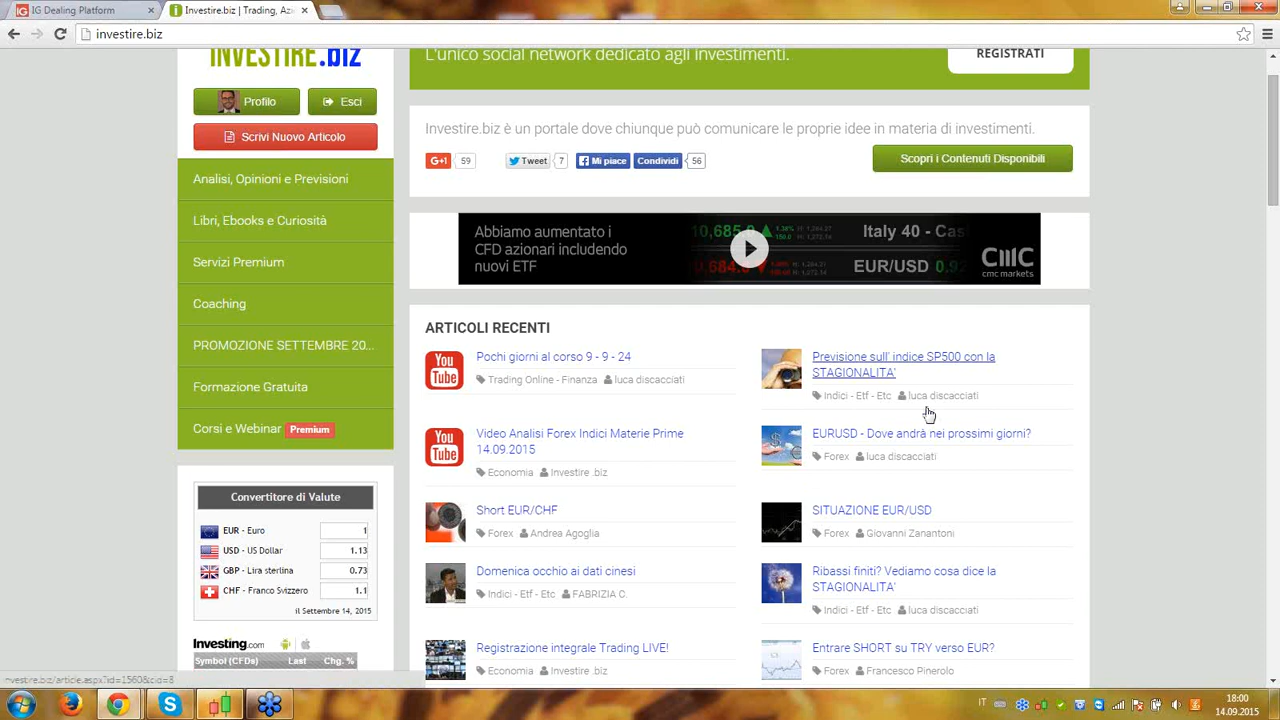 IG Dealing Platform
Investire.biz | Trading, Az
investire.biz
INVESTIRE.BIZ
L'unico social network dedicato agli investimenti.
REGISTRATI
Profilo
Esci
Scrivi Nuovo Articolo
Analisi, Opinioni e Previsioni
Libri, Ebooks e Curiosità
Servizi Premium
Coaching
PROMOZIONE SETTEMBRE 20...
Formazione Gratuita
Corsi e Webinar Premium
Investire.biz è un portale dove chiunque può comunicare le proprie idee in materia di investimenti.
G+1 59
Tweet 7
Mi piace Condividi 56
Scopri i Contenuti Disponibili
Abbiamo aumentato i
CFD azionari includendo
nuovi ETF
Italy 40 - Cas
EUR/USD 0.92
cmc
cmc markets
ARTICOLI RECENTI
You
Tube
Pochi giorni al corso 9 - 9 - 24
Trading Online - Finanza luca discacciati
Previsione sull' indice SP500 con la
STAGIONALITA'
Indici - Etf - Etc luca discacciati
You
Tube
Video Analisi Forex Indici Materie Prime
14.09.2015
Economia Investire .biz
EURUSD - Dove andrà nei prossimi giorni?
Forex luca discacciati
Short EUR/CHF
Forex Andrea Agoglia
SITUAZIONE EUR/USD
Forex Giovanni Zanantoni
Domenica occhio ai dati cinesi
Indici - Etf - Etc FABRIZIA C.
Ribassi finiti? Vediamo cosa dice la
STAGIONALITA'
Indici - Etf - Etc luca discacciati
Registrazione integrale Trading LIVE!
Economia Investire .biz
Entrare SHORT su TRY verso EUR?
Forex Francesco Pinerolo
Convertitore di Valute
EUR - Euro 1
USD - US Dollar 1.13
GBP - Lira sterlina 0.73
CHF - Franco Svizzero 1.1
il Settembre 14, 2015
Investing.com
Symbol (CFDs) Last Chg. %
IT
18:00
14.09.2015